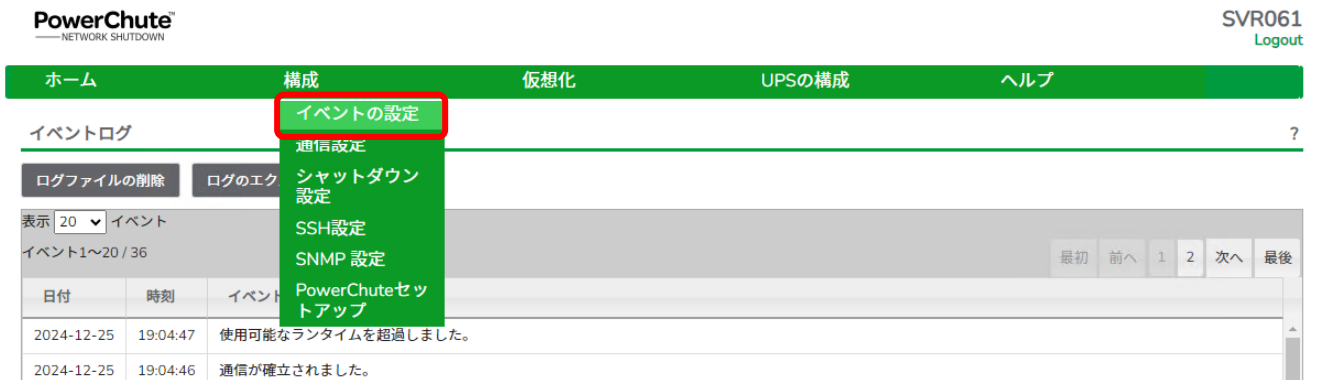 PowerChute™
NETWORK SHUTDOWN
SVR061
Logout
ホーム 構成 仮想化 UPSの構成 ヘルプ
イベントの設定
通信設定
シャットダウン
設定
SSH設定
SNMP 設定
PowerChuteセッ
トアップ
イベントログ ?
ログファイルの削除 ログのエク
表示 20 イベント
イベント1～20 / 36
最初 前へ 1 2 次へ 最後
日付 時刻 イベント
2024-12-25 19:04:47 使用可能なランタイムを超過しました。
2024-12-25 19:04:46 通信が確立されました。